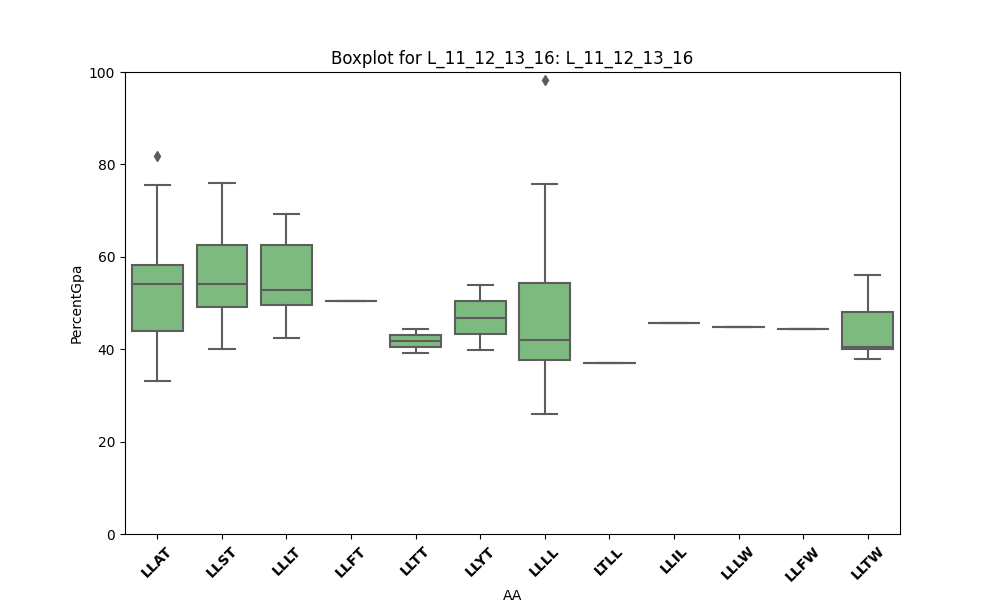 Boxplot for L_11_12_13_16: L_11_12_13_16
100
80
60
40
20
0
PercentGpa
LLAT LLST LLLT LLFT LLTT LLYT LLLL LTLL LLIL LLLW LLFW LLTW
AA